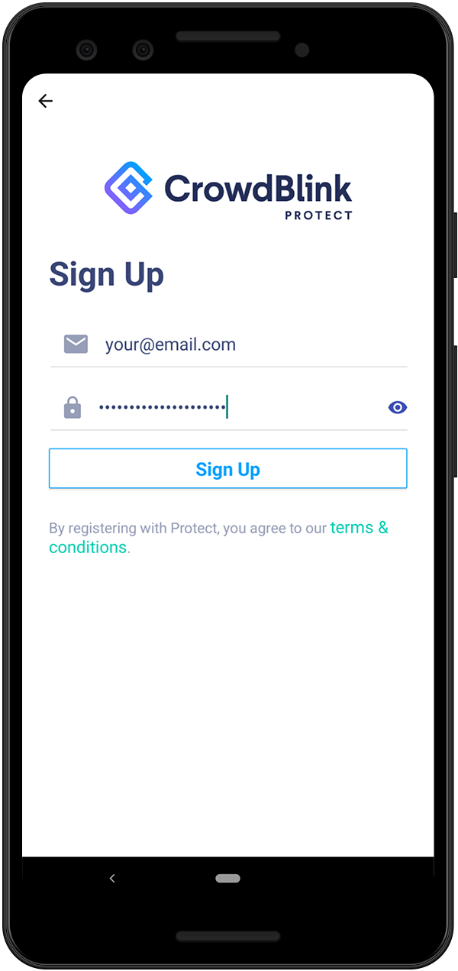 CrowdBlink
PROTECT
Sign Up
your@email.com
•••••••••••••••••••••
Sign Up
By registering with Protect, you agree to our terms &
conditions.